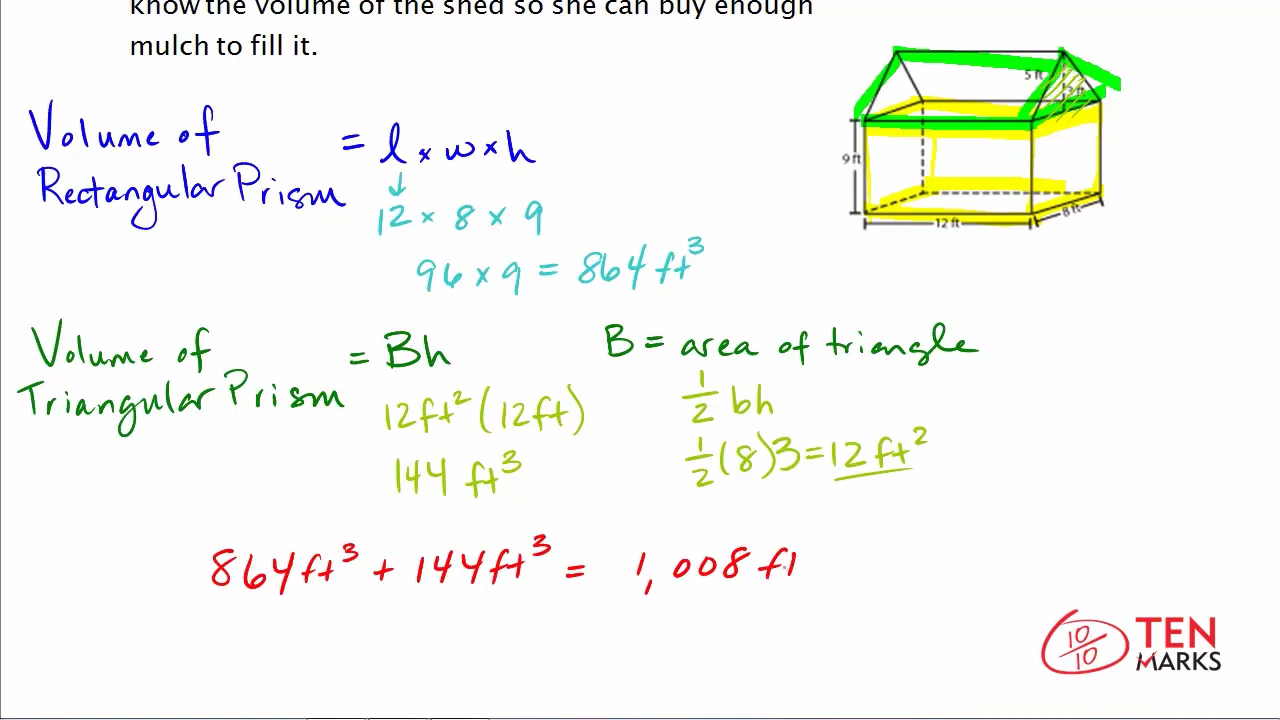 know the volume of the shed so she can buy enough
mulch to fill it.
5 ft
3 ft
9 ft
12 ft
8 ft
Volume of
Rectangular Prism = l × w × h
↓
12 × 8 × 9
96 × 9 = 864 ft³
Volume of
Triangular Prism = Bh
12ft² (12ft)
144 ft³
B = area of triangle
1/2 bh
1/2 (8)3 = 12 ft²
864ft³ + 144ft³ = 1,008 ft
10/10 TEN
MARKS